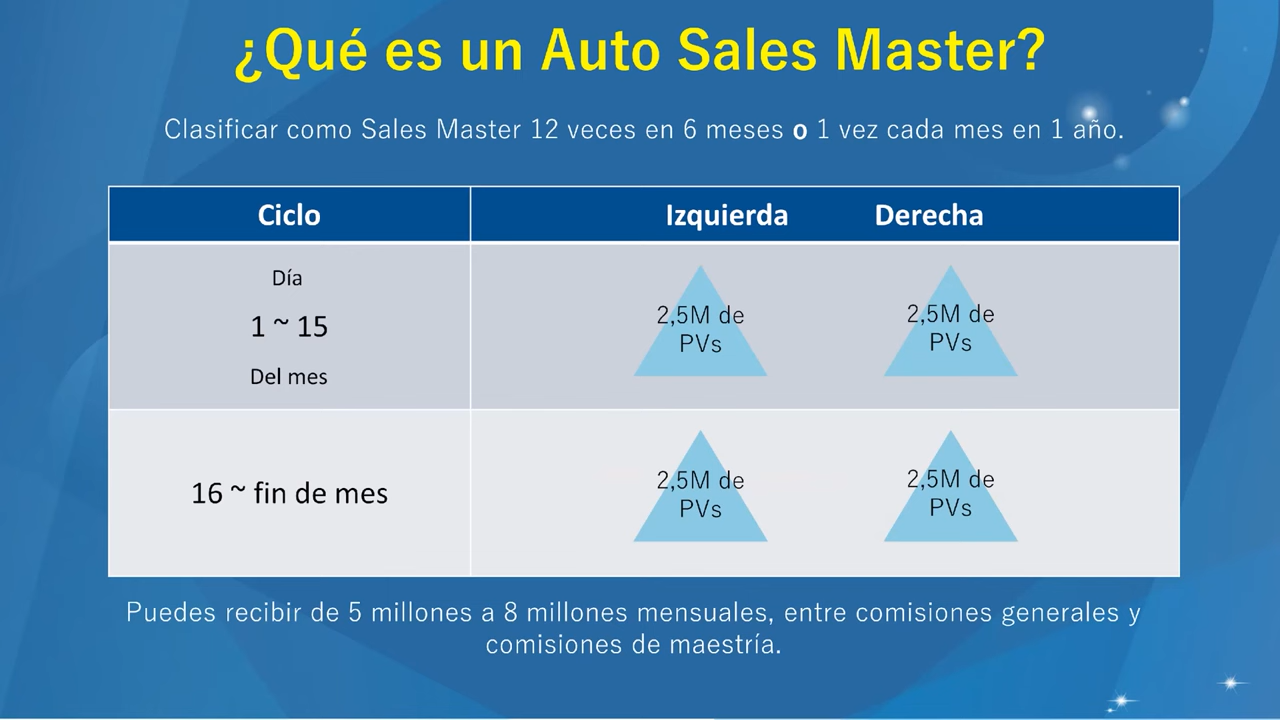 ¿Qué es un Auto Sales Master?
Clasificar como Sales Master 12 veces en 6 meses o 1 vez cada mes en 1 año.
Ciclo
Izquierda
Derecha
Día
1 ~ 15
Del mes
2,5M de
PVs
2,5M de
PVs
16 ~ fin de mes
2,5M de
PVs
2,5M de
PVs
Puedes recibir de 5 millones a 8 millones mensuales, entre comisiones generales y
comisiones de maestría.